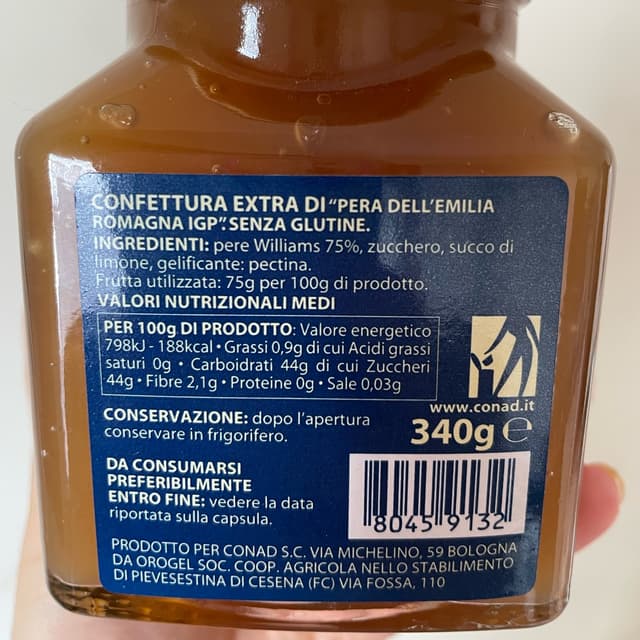 CONFETTURA EXTRA DI "PERA DELL'EMILIA
ROMAGNA IGP". SENZA GLUTINE.
INGREDIENTI: pere Williams 75%, zucchero, succo di
limone, gelificante: pectina.
Frutta utilizzata: 75g per 100g di prodotto.
VALORI NUTRIZIONALI MEDI
PER 100g DI PRODOTTO: Valore energetico
798kJ - 188kcal • Grassi 0,9g di cui Acidi grassi
saturi 0g • Carboidrati 44g di cui Zuccheri
44g • Fibre 2,1g • Proteine 0g • Sale 0,03g
www.conad.it
CONSERVAZIONE: dopo l'apertura
conservare in frigorifero.
340g ℮
DA CONSUMARSI
PREFERIBILMENTE
ENTRO FINE: vedere la data
riportata sulla capsula.
8045 9132
PRODOTTO PER CONAD S.C. VIA MICHELINO, 59 BOLOGNA
DA OROGEL SOC. COOP. AGRICOLA NELLO STABILIMENTO
DI PIEVESESTINA DI CESENA (FC) VIA FOSSA, 110